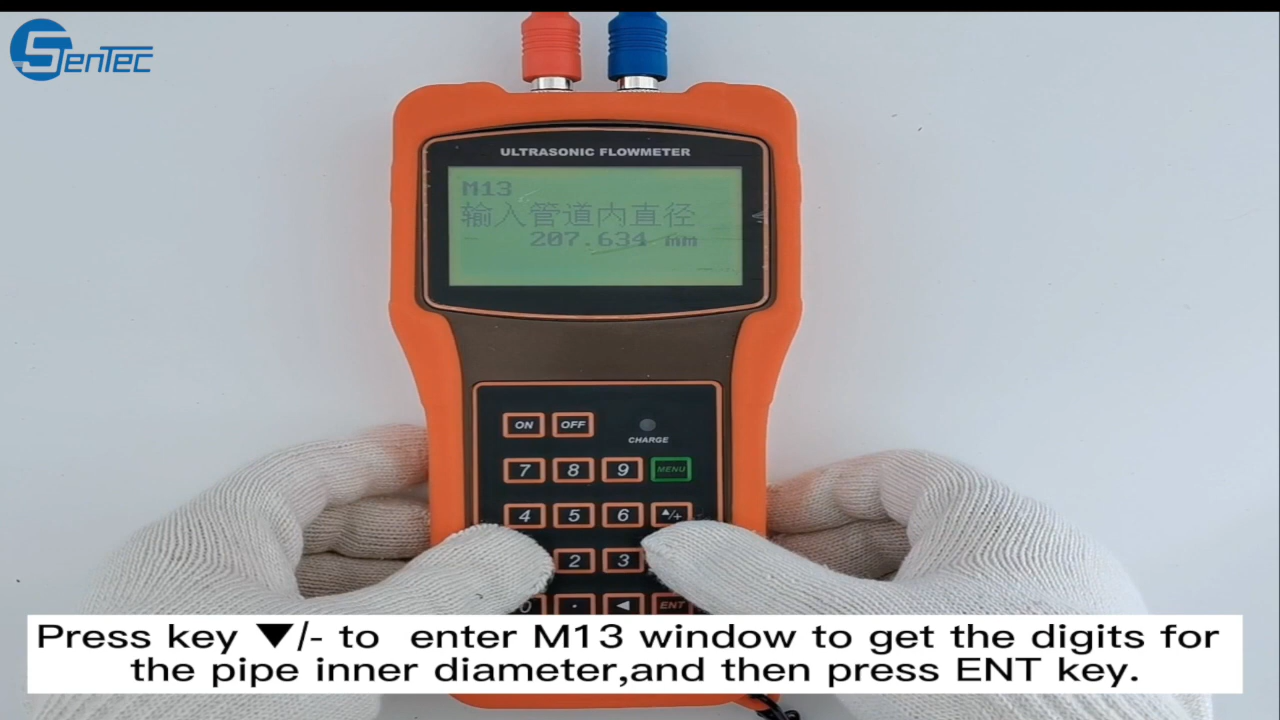 SENTEC
ULTRASONIC FLOWMETER
M13
输入管道内直径
207.634 mm
ON OFF
CHARGE
7 8 9 MENU
4 5 6 ▲/+
2 3
0 . ◄ ENT
Press key ▼/- to enter M13 window to get the digits for
the pipe inner diameter,and then press ENT key.